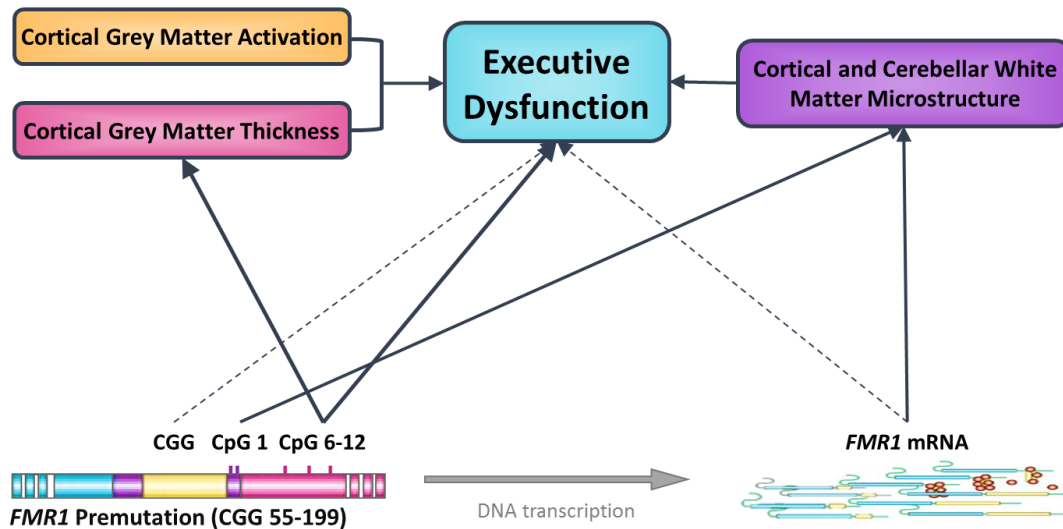 Cortical Grey Matter Activation
Executive
Dysfunction
Cortical and Cerebellar White
Matter Microstructure
Cortical Grey Matter Thickness
CGG
CpG 1
CpG 6-12
FMR1 mRNA
FMR1 Premutation (CGG 55-199)
DNA transcription